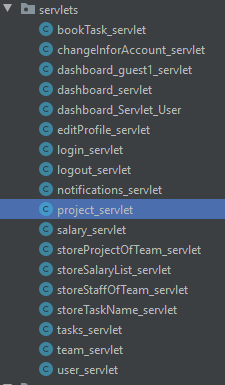 servlets
bookTask_servlet
changeInforAccount_servlet
dashboard_guest1_servlet
dashboard_servlet
dashboard_Servlet_User
editProfile_servlet
login_servlet
logout_servlet
notifications_servlet
project_servlet
salary_servlet
storeProjectOfTeam_servlet
storeSalaryList_servlet
storeStaffOfTeam_servlet
storeTaskName_servlet
tasks_servlet
team_servlet
user_servlet